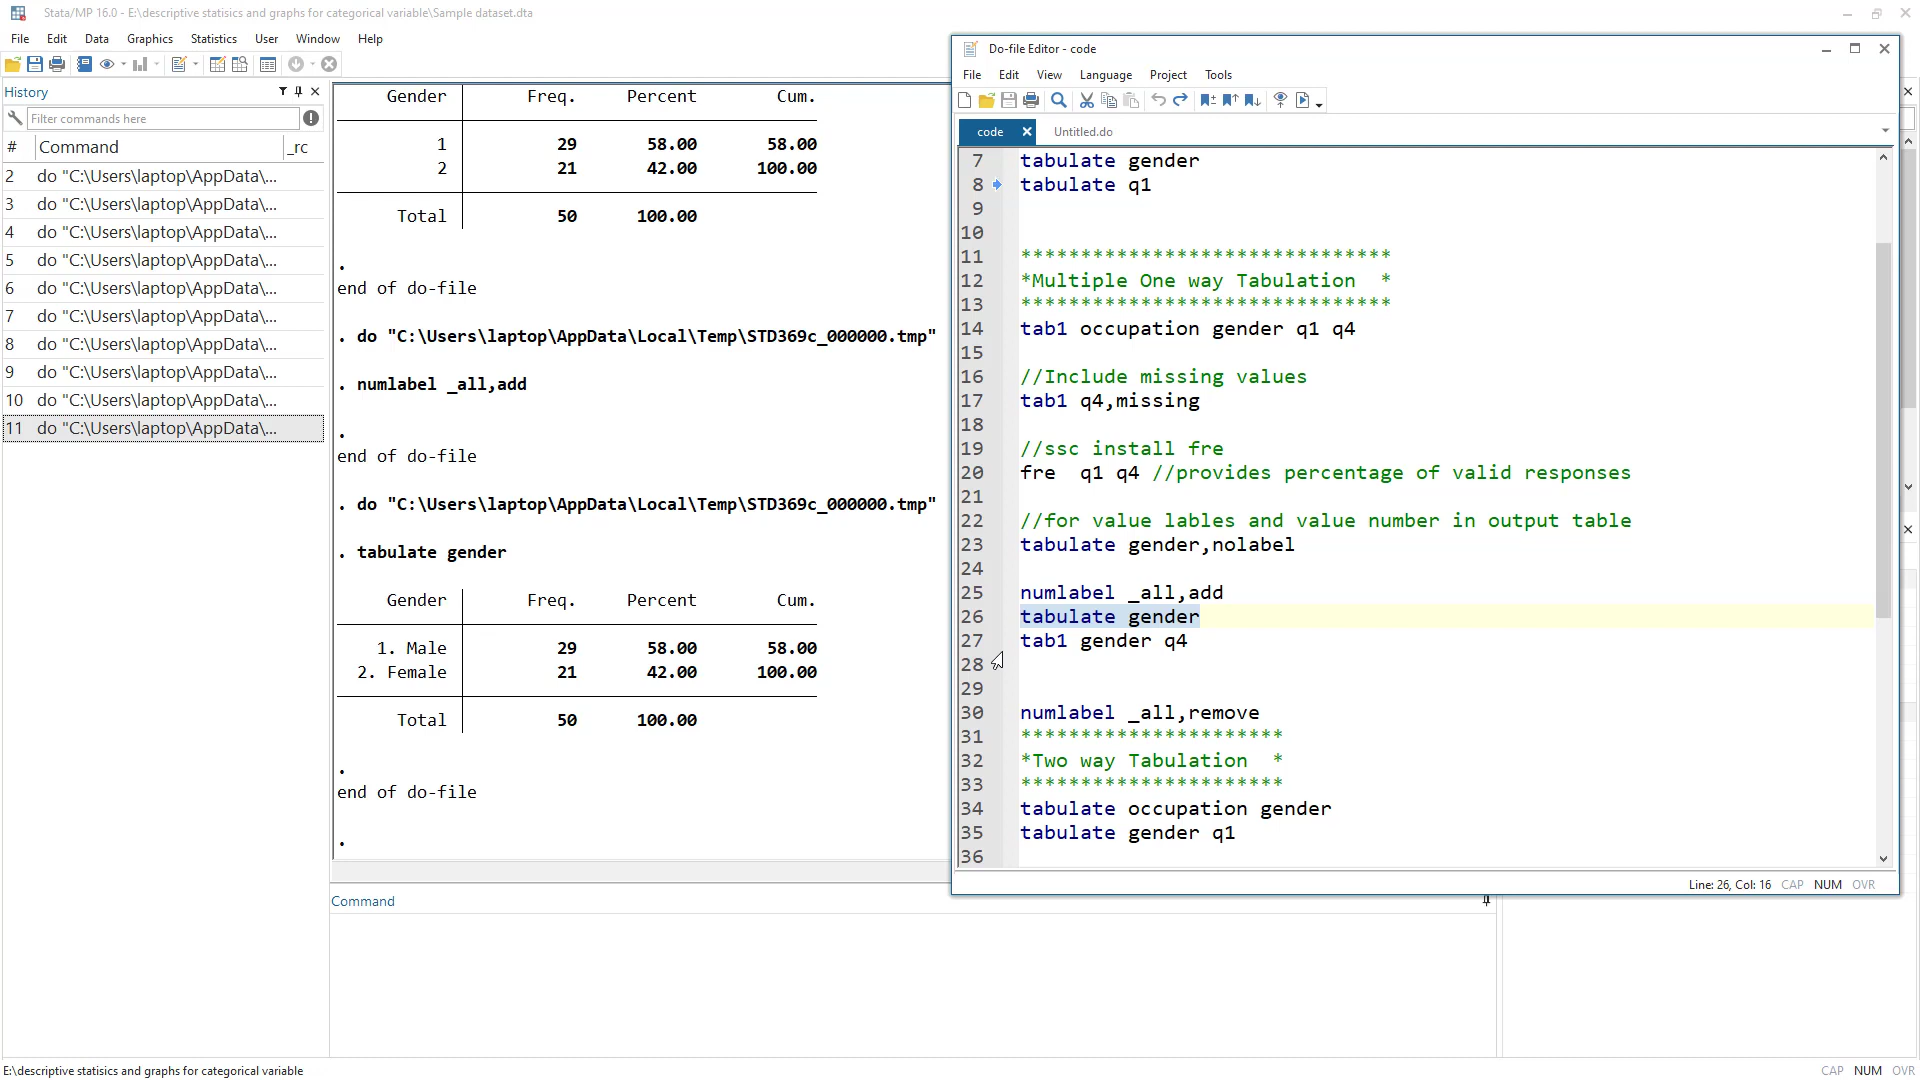 Stata/MP 16.0 - E:\descriptive statisics and graphs for categorical variable\Sample dataset.dta
File Edit Data Graphics Statistics User Window Help
History
Filter commands here
# Command _rc
2 do "C:\Users\laptop\AppData\...
3 do "C:\Users\laptop\AppData\...
4 do "C:\Users\laptop\AppData\...
5 do "C:\Users\laptop\AppData\...
6 do "C:\Users\laptop\AppData\...
7 do "C:\Users\laptop\AppData\...
8 do "C:\Users\laptop\AppData\...
9 do "C:\Users\laptop\AppData\...
10 do "C:\Users\laptop\AppData\...
11 do "C:\Users\laptop\AppData\...
Gender Freq. Percent Cum.
1 29 58.00 58.00
2 21 42.00 100.00
Total 50 100.00
.
end of do-file
. do "C:\Users\laptop\AppData\Local\Temp\STD369c_000000.tmp"
. numlabel _all,add
.
end of do-file
. do "C:\Users\laptop\AppData\Local\Temp\STD369c_000000.tmp"
. tabulate gender
Gender Freq. Percent Cum.
1. Male 29 58.00 58.00
2. Female 21 42.00 100.00
Total 50 100.00
.
end of do-file
.
Command
Do-file Editor - code
File Edit View Language Project Tools
code Untitled.do
7 tabulate gender
8 tabulate q1
9
10
11 *******************************
12 *Multiple One way Tabulation  *
13 *******************************
14 tab1 occupation gender q1 q4
15
16 //Include missing values
17 tab1 q4,missing
18
19 //ssc install fre
20 fre  q1 q4 //provides percentage of valid responses
21
22 //for value lables and value number in output table
23 tabulate gender,nolabel
24
25 numlabel _all,add
26 tabulate gender
27 tab1 gender q4
28
29
30 numlabel _all,remove
31 **********************
32 *Two way Tabulation  *
33 **********************
34 tabulate occupation gender
35 tabulate gender q1
36
Line: 26, Col: 16 CAP NUM OVR
E:\descriptive statisics and graphs for categorical variable
CAP NUM OVR